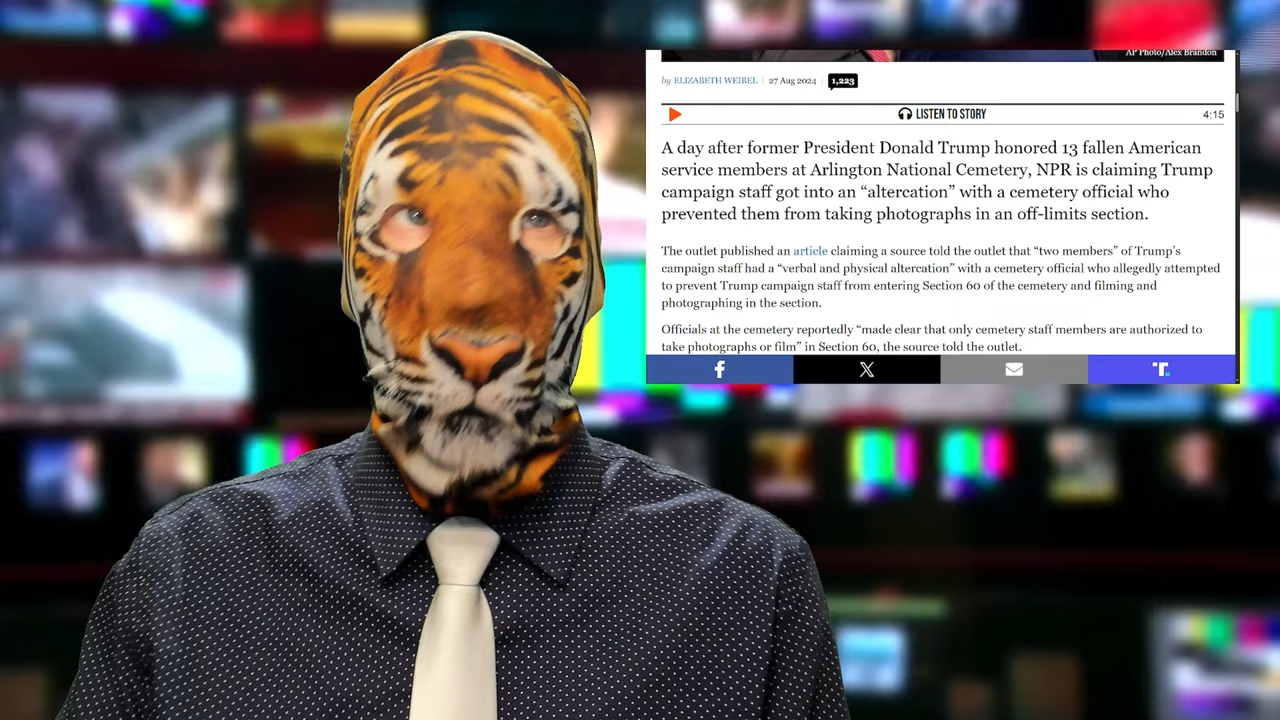 AP Photo/Alex Brandon
by ELIZABETH WEIBEL | 27 Aug 2024 | 1,223
LISTEN TO STORY 4:15
A day after former President Donald Trump honored 13 fallen American
service members at Arlington National Cemetery, NPR is claiming Trump
campaign staff got into an “altercation” with a cemetery official who
prevented them from taking photographs in an off-limits section.
The outlet published an article claiming a source told the outlet that “two members” of Trump’s
campaign staff had a “verbal and physical altercation” with a cemetery official who allegedly attempted
to prevent Trump campaign staff from entering Section 60 of the cemetery and filming and
photographing in the section.
Officials at the cemetery reportedly “made clear that only cemetery staff members are authorized to
take photographs or film” in Section 60, the source told the outlet.